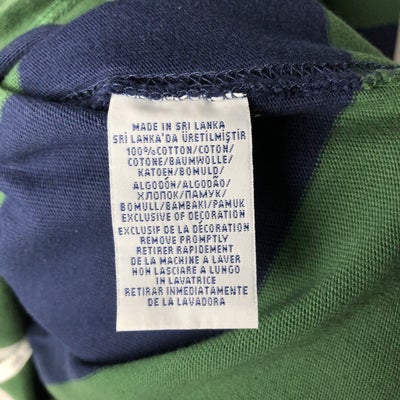 MADE IN SRI LANKA
SRİ LANKA'DA ÜRETİLMİŞTİR
100%COTTON/COTON/
COTONE/BAUMWOLLE/
KATOEN/BOMULD/
ALGODÓN/ALGODÃO/
ХЛОПОК/ПАМУК/
BOMULL/BAMBAKI/PAMUK
EXCLUSIVE OF DECORATION
EXCLUSIF DE LA DÉCORATION
REMOVE PROMPTLY
RETIRER RAPIDEMENT
DE LA MACHINE A LAVER
NON LASCIARE A LUNGO
IN LAVATRICE
RETIRAR INMEDIATAMENTE
DE LA LAVADORA